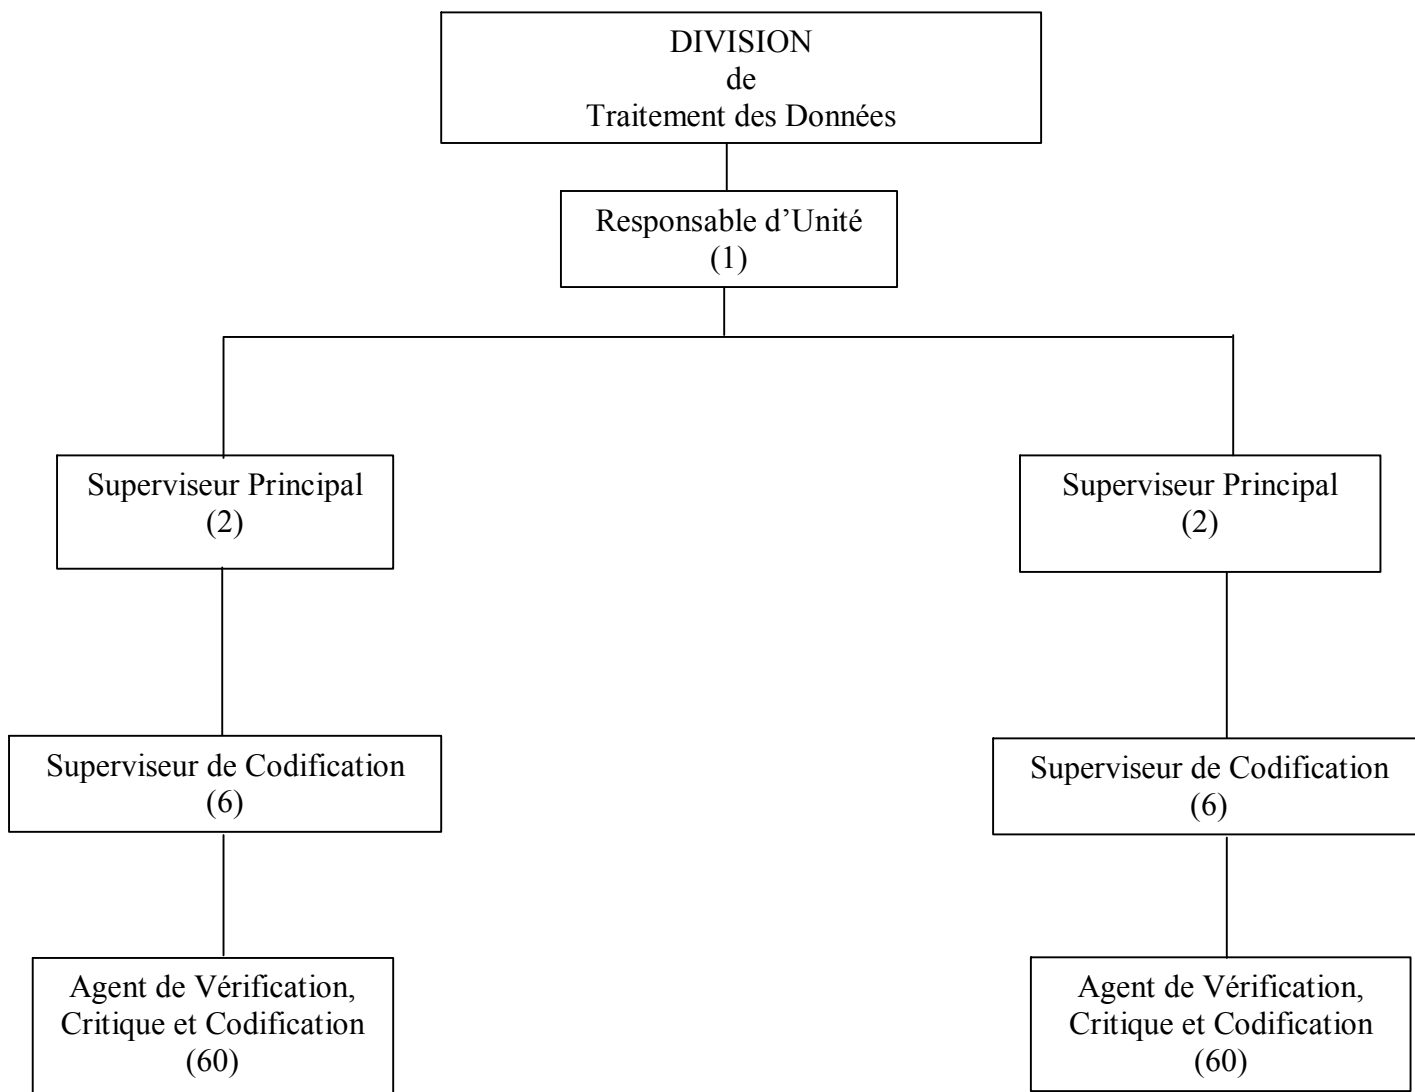 DIVISION
de
Traitement des Données
Responsable d’Unité
(1)
Superviseur Principal
(2)
Superviseur Principal
(2)
Superviseur de Codification
(6)
Superviseur de Codification
(6)
Agent de Vérification,
Critique et Codification
(60)
Agent de Vérification,
Critique et Codification
(60)